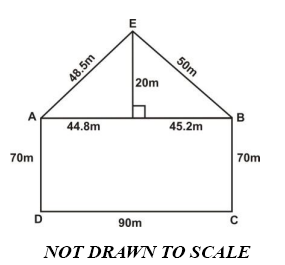 E
48.5m
50m
20m
A
B
44.8m
45.2m
70m
70m
D
C
90m
NOT DRAWN TO SCALE